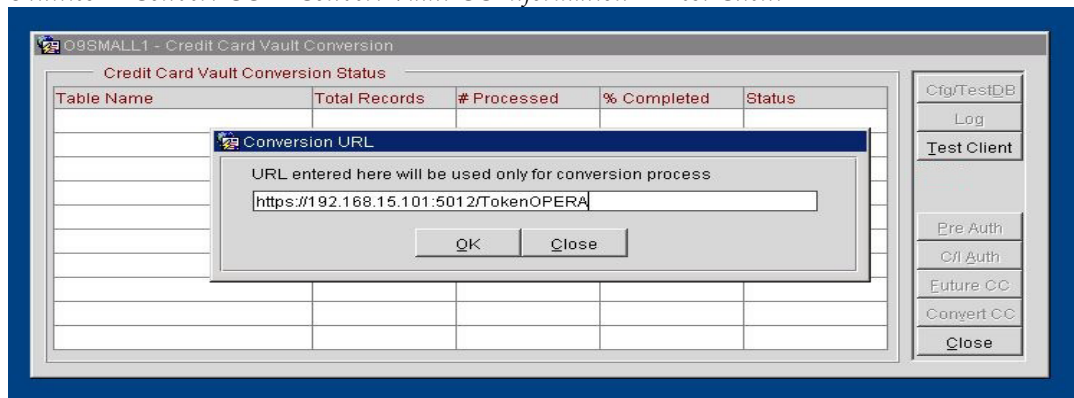 O9SMALL1 - Credit Card Vault Conversion
Credit Card Vault Conversion Status
Table Name Total Records # Processed % Completed Status
Cfg/TestDB
Log
Test Client
Conversion URL
URL entered here will be used only for conversion process
https://192.168.15.101:5012/TokenOPERA
OK Close
Pre Auth
C/I Auth
Future CC
Convert CC
Close